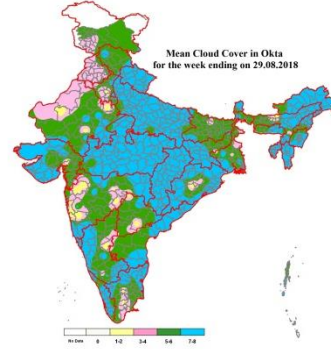 Mean Cloud Cover in Okta
for the week ending on 29.08.2018
No Data 0 1-2 3-4 5-6 7-8